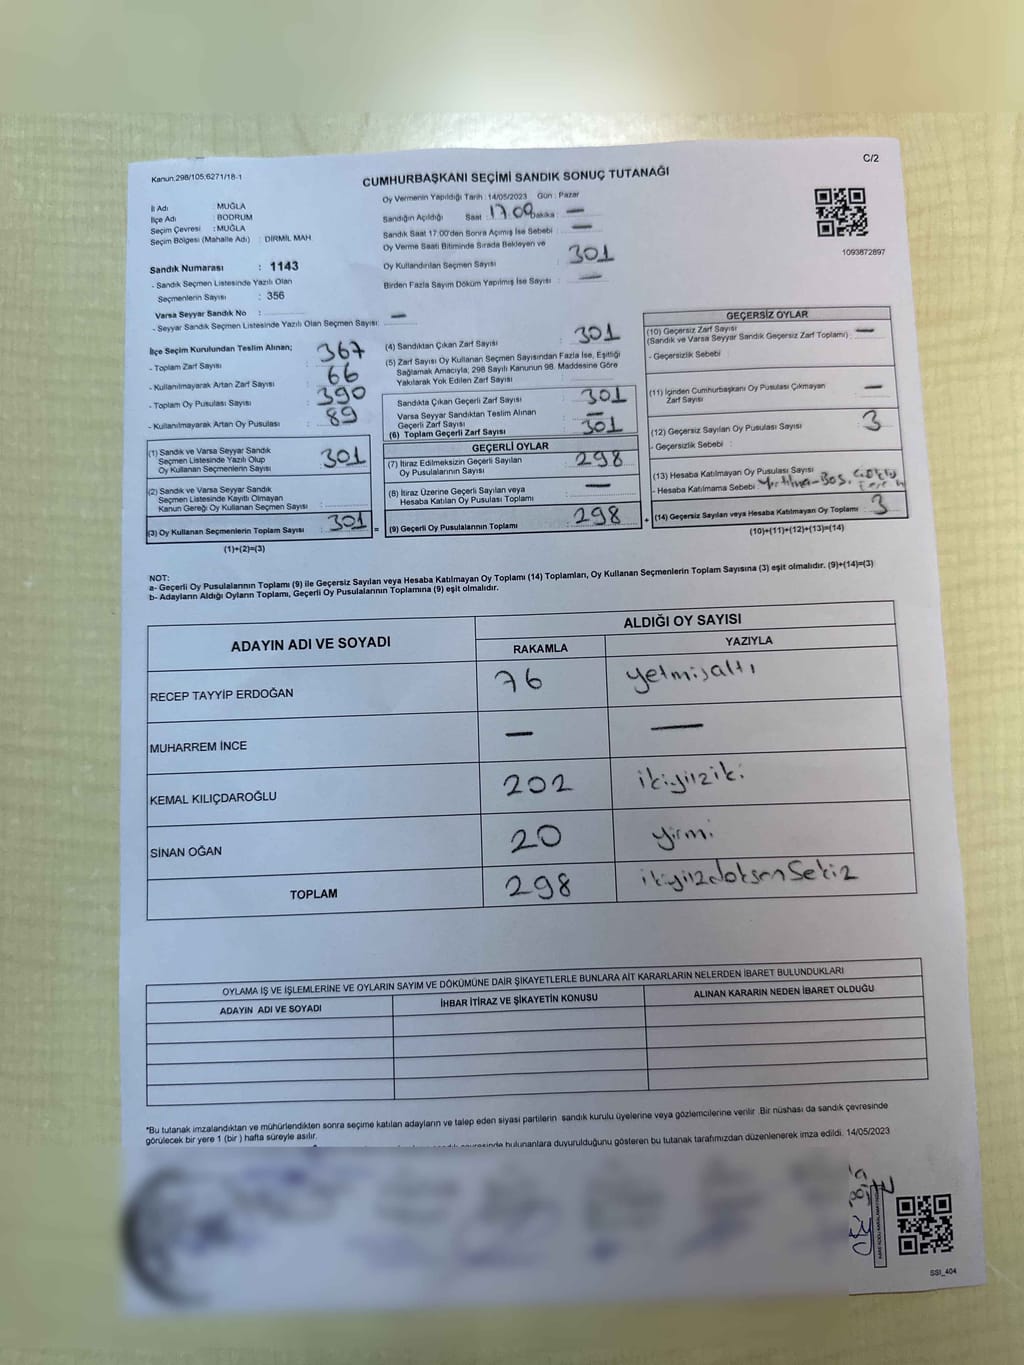 C/2
Kanun.298/105;6271/18-1
CUMHURBAŞKANI SEÇİMİ SANDIK SONUÇ TUTANAĞI
İl Adı : MUĞLA
İlçe Adı : BODRUM
Seçim Çevresi : MUĞLA
Seçim Bölgesi (Mahalle Adı) : DİRMİL MAH
Sandık Numarası : 1143
- Sandık Seçmen Listesinde Yazılı Olan
Seçmenlerin Sayısı : 356
Varsa Seyyar Sandık No :
- Seyyar Sandık Seçmen Listesinde Yazılı Olan Seçmen Sayısı: —
Oy Vermenin Yapıldığı Tarih : 14/05/2023 Gün : Pazar
Sandığın Açıldığı Saat : 17.00 Dakika : —
Sandık Saat 17:00'den Sonra Açımış İse Sebebi : —
Oy Verme Saati Bitiminde Sırada Bekleyen ve
Oy Kullandırılan Seçmen Sayısı : 301
Birden Fazla Sayım Döküm Yapılmış İse Sayısı : —
1093872897
İlçe Seçim Kurulundan Teslim Alınan;
- Toplam Zarf Sayısı : 367
- Kullanılmayarak Artan Zarf Sayısı : 66
- Toplam Oy Pusulası Sayısı : 390
- Kullanılmayarak Artan Oy Pusulası : 89
(1) Sandık ve Varsa Seyyar Sandık
Seçmen Listesinde Yazılı Olup
Oy Kullanan Seçmenlerin Sayısı : 301
(2) Sandık ve Varsa Seyyar Sandık
Seçmen Listesinde Kayıtlı Olmayan
Kanun Gereği Oy Kullanan Seçmen Sayısı :
(3) Oy Kullanan Seçmenlerin Toplam Sayısı : 301 =
(1)+(2)=(3)
(4) Sandıktan Çıkan Zarf Sayısı : 301
(5) Zarf Sayısı Oy Kullanan Seçmen Sayısından Fazla İse, Eşitliği
Sağlamak Amacıyla, 298 Sayılı Kanunun 98. Maddesine Göre
Yakılarak Yok Edilen Zarf Sayısı :
Sandıkta Çıkan Geçerli Zarf Sayısı : 301
Varsa Seyyar Sandıktan Teslim Alınan
Geçerli Zarf Sayısı : —
(6) Toplam Geçerli Zarf Sayısı : 301
GEÇERLİ OYLAR
(7) İtiraz Edilmeksizin Geçerli Sayılan
Oy Pusulalarının Sayısı : 298
(8) İtiraz Üzerine Geçerli Sayılan veya
Hesaba Katılan Oy Pusulası Toplamı : —
(9) Geçerli Oy Pusulalarının Toplamı : 298 +
GEÇERSİZ OYLAR
(10) Geçersiz Zarf Sayısı
(Sandık ve Varsa Seyyar Sandık Geçersiz Zarf Toplamı) : —
- Geçersizlik Sebebi :
(11) İçinden Cumhurbaşkanı Oy Pusulası Çıkmayan
Zarf Sayısı : —
(12) Geçersiz Sayılan Oy Pusulası Sayısı : 3
- Geçersizlik Sebebi :
(13) Hesaba Katılmayan Oy Pusulası Sayısı :
- Hesaba Katılmama Sebebi : Yırtılma-Boş.
(14) Geçersiz Sayılan veya Hesaba Katılmayan Oy Toplamı : 3
(10)+(11)+(12)+(13)=(14)
NOT:
a- Geçerli Oy Pusulalarının Toplamı (9) ile Geçersiz Sayılan veya Hesaba Katılmayan Oy Toplamı (14) Toplamları, Oy Kullanan Seçmenlerin Toplam Sayısına (3) eşit olmalıdır. (9)+(14)=(3)
b- Adayların Aldığı Oyların Toplamı, Geçerli Oy Pusulalarının Toplamına (9) eşit olmalıdır.
ADAYIN ADI VE SOYADI
ALDIĞI OY SAYISI
RAKAMLA YAZIYLA
RECEP TAYYİP ERDOĞAN 76 yetmişaltı
MUHARREM İNCE — —
KEMAL KILIÇDAROĞLU 202 ikiyüziki
SİNAN OĞAN 20 yirmi
TOPLAM 298 ikiyüzdoksansekiz
OYLAMA İŞ VE İŞLEMLERİNE VE OYLARIN SAYIM VE DÖKÜMÜNE DAİR ŞİKAYETLERLE BUNLARA AİT KARARLARIN NELERDEN İBARET BULUNDUKLARI
ADAYIN ADI VE SOYADI İHBAR İTİRAZ VE ŞİKAYETİN KONUSU ALINAN KARARIN NEDEN İBARET OLDUĞU
*Bu tutanak imzalandıktan ve mühürlendikten sonra seçime katılan adayların ve talep eden siyasi partilerin sandık kurulu üyelerine veya gözlemcilerine verilir .Bir nüshası da sandık çevresinde
görülecek bir yere 1 (bir ) hafta süreyle asılır.
bulunanlara duyurulduğunu gösteren bu tutanak tarafımızdan düzenlenerek imza edildi. 14/05/2023
SSI_404